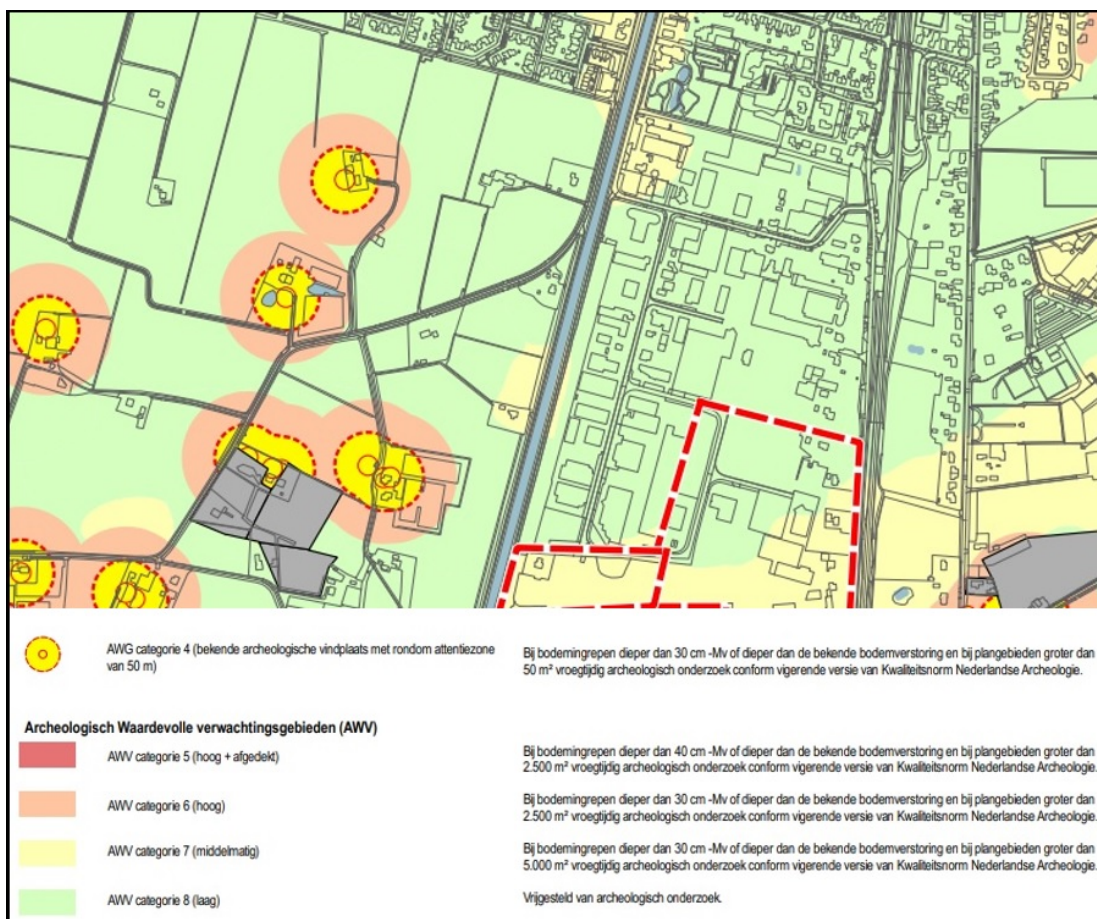 AWG categorie 4 (bekende archeologische vindplaats met rondom attentiezone
van 50 m)
Bij bodemingrepen dieper dan 30 cm -Mv of dieper dan de bekende bodemverstoring en bij plangebieden groter dan
50 m² vroegtijdig archeologisch onderzoek conform vigerende versie van Kwaliteitsnorm Nederlandse Archeologie.
Archeologisch Waardevolle verwachtingsgebieden (AWV)
AWV categorie 5 (hoog + afgedekt)
Bij bodemingrepen dieper dan 40 cm -Mv of dieper dan de bekende bodemverstoring en bij plangebieden groter dan
2.500 m² vroegtijdig archeologisch onderzoek conform vigerende versie van Kwaliteitsnorm Nederlandse Archeologie.
AWV categorie 6 (hoog)
Bij bodemingrepen dieper dan 30 cm -Mv of dieper dan de bekende bodemverstoring en bij plangebieden groter dan
2.500 m² vroegtijdig archeologisch onderzoek conform vigerende versie van Kwaliteitsnorm Nederlandse Archeologie.
AWV categorie 7 (middelmatig)
Bij bodemingrepen dieper dan 30 cm -Mv of dieper dan de bekende bodemverstoring en bij plangebieden groter dan
5.000 m² vroegtijdig archeologisch onderzoek conform vigerende versie van Kwaliteitsnorm Nederlandse Archeologie.
AWV categorie 8 (laag)
Vrijgesteld van archeologisch onderzoek.